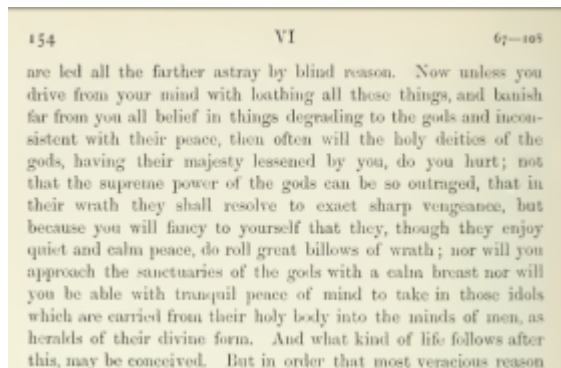 154 VI 67—108
are led all the farther astray by blind reason. Now unless you
drive from your mind with loathing all these things, and banish
far from you all belief in things degrading to the gods and incon-
sistent with their peace, then often will the holy deities of the
gods, having their majesty lessened by you, do you hurt; not
that the supreme power of the gods can be so outraged, that in
their wrath they shall resolve to exact sharp vengeance, but
because you will fancy to yourself that they, though they enjoy
quiet and calm peace, do roll great billows of wrath; nor will you
approach the sanctuaries of the gods with a calm breast nor will
you be able with tranquil peace of mind to take in those idols
which are carried from their holy body into the minds of men, as
heralds of their divine form. And what kind of life follows after
this, may be conceived. But in order that most veracious reason